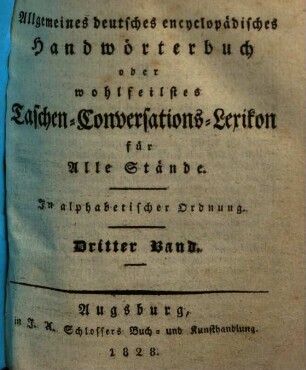 Allgemeines deutsches encyclopädisches
Handwörterbuch
oder
wohlfeilstes
Taschen-Conversations-Lexikon
für
Alle Stände.
In alphabetischer Ordnung.
Dritter Band.
Augsburg,
in J. A. Schlossers Buch- und Kunsthandlung.
1828.